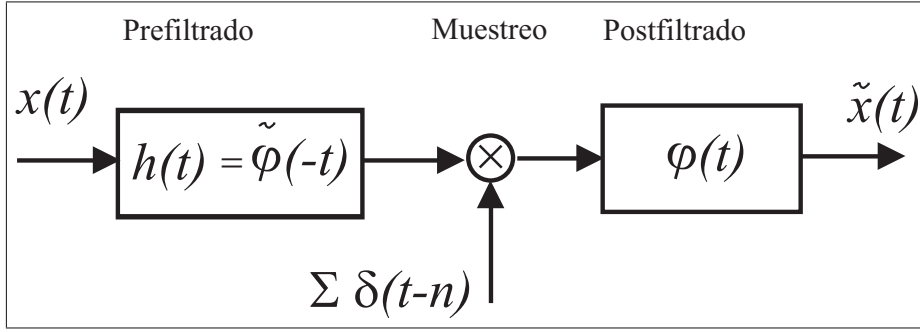 Prefiltrado Muestreo Postfiltrado
x(t) x̃(t)
h(t) = φ̃(-t) φ(t)
Σ δ(t-n)